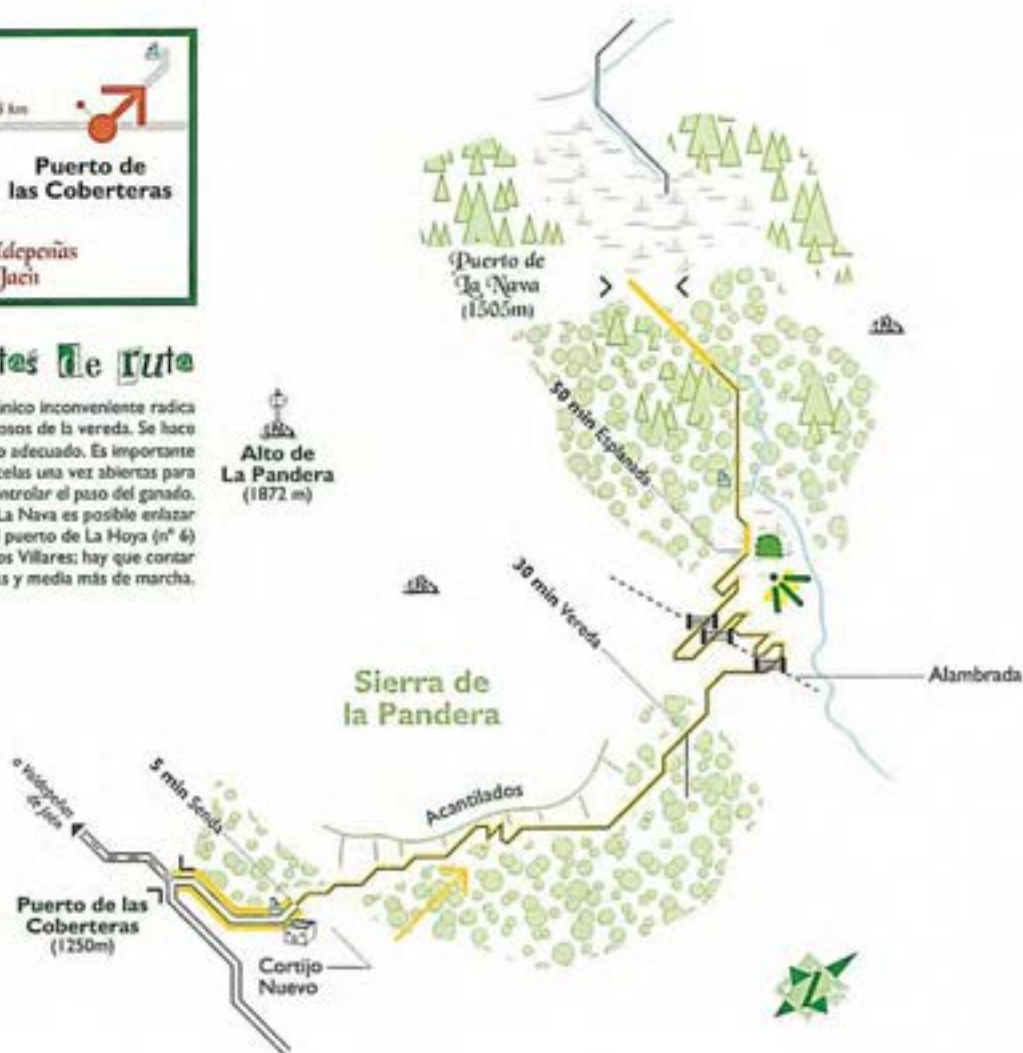 km
Puerto de
las Coberteras
ldepeñas
Jaén
tes de ruta
único inconveniente radica
osos de la vereda. Se hace
o adecuado. Es importante
celas una vez abiertas para
ontrolar el paso del ganado.
La Nava es posible enlazar
l puerto de La Hoya (nº 6)
os Villares; hay que contar
as y media más de marcha.
Puerto de
La Nava
(1505m)
Alto de
La Pandera
(1872 m)
50 min Esplanada
30 min Vereda
Alambrada
Sierra de
la Pandera
Acantilados
5 min Senda
a Valdepeñas
de Jaén
Puerto de las
Coberteras
(1250m)
Cortijo
Nuevo